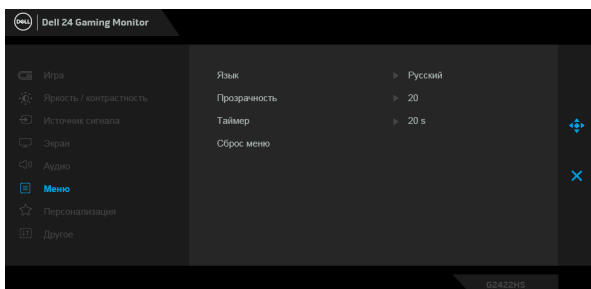 DELL Dell 24 Gaming Monitor
Игра
Яркость / контрастность
Источник сигнала
Экран
Аудио
Меню
Персонализация
Другое
Язык Русский
Прозрачность 20
Таймер 20 s
Сброс меню
G2422HS